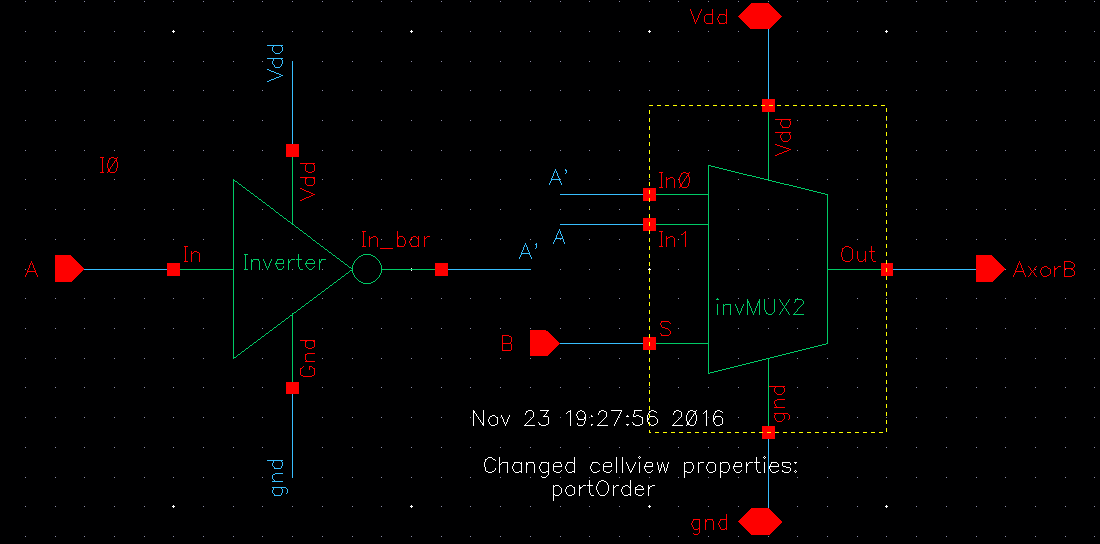 Vdd
Vdd
Vdd
I0
Vdd
A'
In0
In_bar
A
In1
In
A'
Out
A
Inverter
AxorB
invMUX2
S
B
Gnd
gnd
Nov 23 19:27:56 2016
Changed cellview properties:
gnd
portOrder
gnd